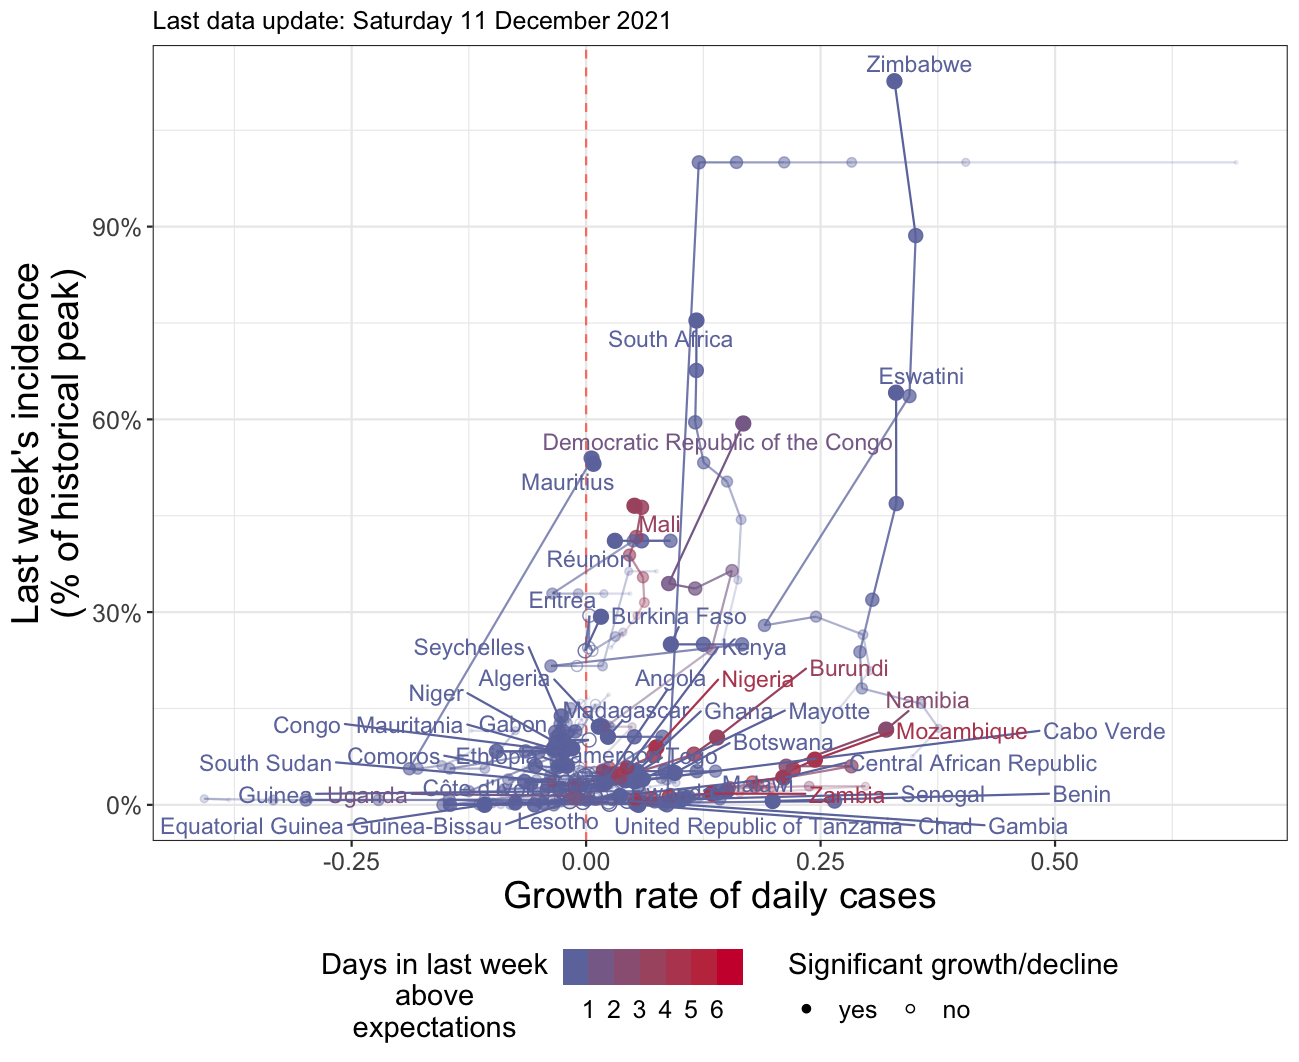 Last data update: Saturday 11 December 2021
Last week's incidence
(% of historical peak)
90%
60%
30%
0%
Zimbabwe
South Africa
Eswatini
Democratic Republic of the Congo
Mauritius
Mali
Réunion
Eritrea
Burkina Faso
Seychelles
Kenya
Algeria
Angola
Nigeria
Burundi
Niger
Namibia
Madagascar
Ghana
Mayotte
Congo
Mauritania
Gabon
Mozambique
Cabo Verde
Botswana
Comoros
Ethiopia
Cameroon
Togo
South Sudan
Central African Republic
Malawi
Guinea
Uganda
Zambia
Senegal
Benin
Equatorial Guinea
Guinea-Bissau
Lesotho
United Republic of Tanzania
Chad
Gambia
-0.25
0.00
0.25
0.50
Growth rate of daily cases
Days in last week
above
expectations
1 2 3 4 5 6
Significant growth/decline
yes
no